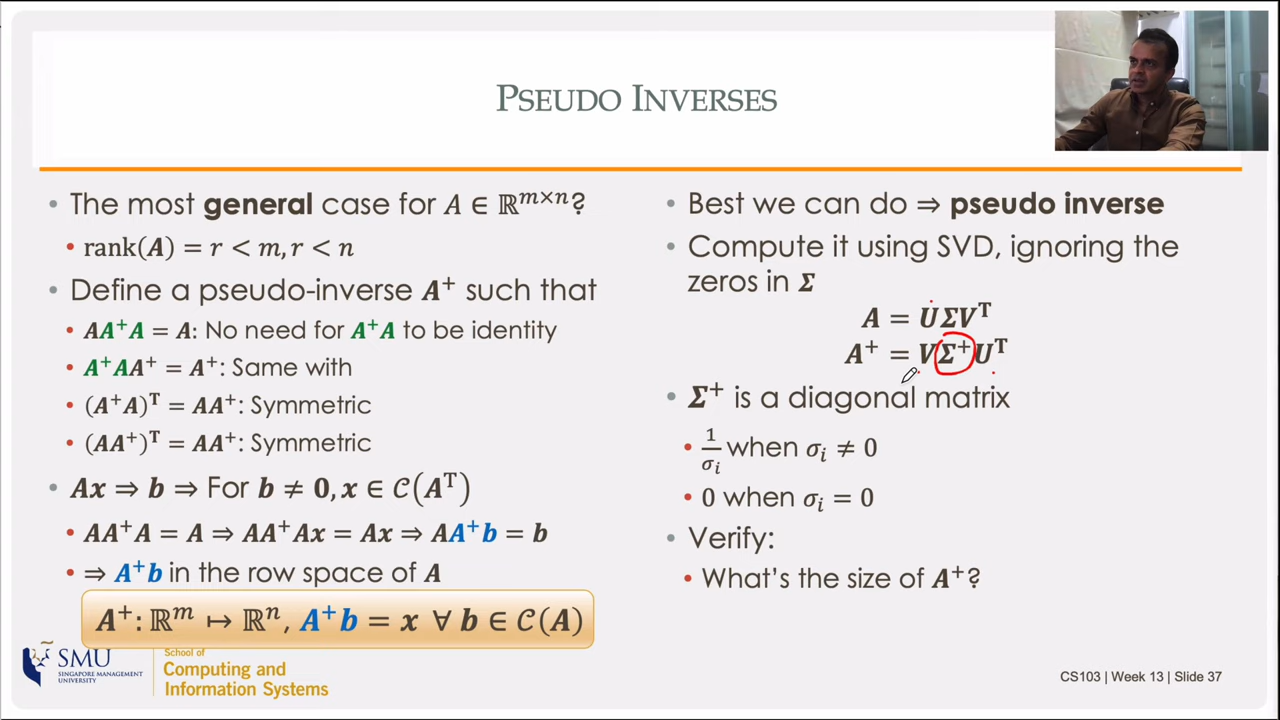 PSEUDO INVERSES
• The most general case for A ∈ ℝᵐˣⁿ?
• rank(A) = r < m, r < n
• Define a pseudo-inverse A⁺ such that
• AA⁺A = A: No need for A⁺A to be identity
• A⁺AA⁺ = A⁺: Same with
• (A⁺A)ᵀ = AA⁺: Symmetric
• (AA⁺)ᵀ = AA⁺: Symmetric
• Ax ⇒ b ⇒ For b ≠ 0, x ∈ 𝒞(Aᵀ)
• AA⁺A = A ⇒ AA⁺Ax = Ax ⇒ AA⁺b = b
• ⇒ A⁺b in the row space of A
A⁺: ℝᵐ ↦ ℝⁿ, A⁺b = x ∀ b ∈ 𝒞(A)
• Best we can do ⇒ pseudo inverse
• Compute it using SVD, ignoring the
zeros in Σ
A = UΣVᵀ
A⁺ = VΣ⁺Uᵀ
• Σ⁺ is a diagonal matrix
• 1/σᵢ when σᵢ ≠ 0
• 0 when σᵢ = 0
• Verify:
• What's the size of A⁺?
SMU
SINGAPORE MANAGEMENT
UNIVERSITY
School of
Computing and
Information Systems
CS103 | Week 13 | Slide 37